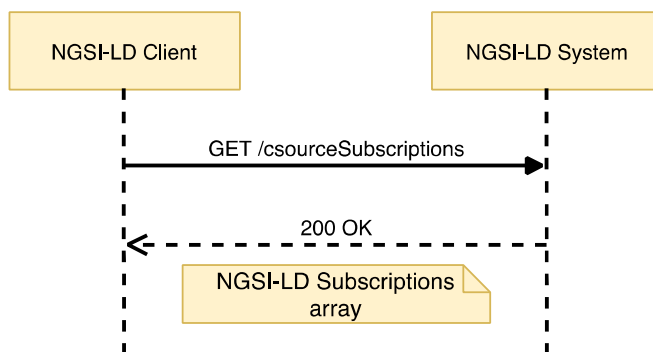 NGSI-LD Client
NGSI-LD System
GET /csourceSubscriptions
200 OK
NGSI-LD Subscriptions
array